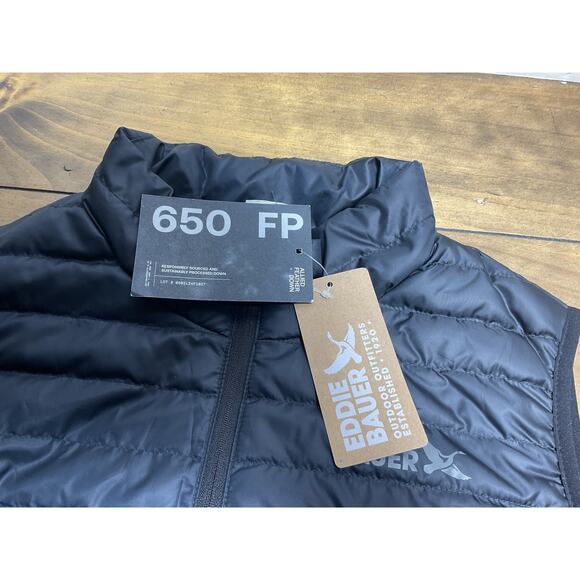 650 FP
RESPONSIBLY SOURCED AND
SUSTAINABLY PROCESSED DOWN
ALLIED
FEATHER
+ DOWN
EDDIE
BAUER
OUTDOOR OUTFITTERS
ESTABLISHED • 1920 •
BAUER